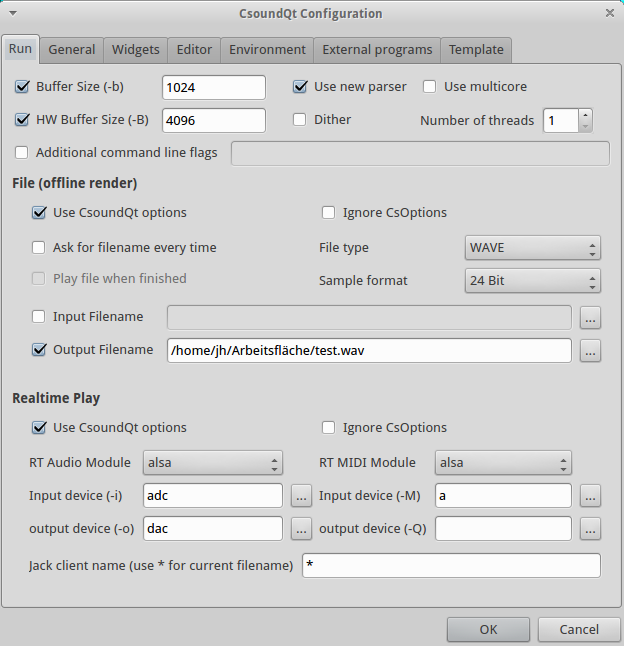 CsoundQt Configuration
Run General Widgets Editor Environment External programs Template
Buffer Size (-b) 1024 Use new parser Use multicore
HW Buffer Size (-B) 4096 Dither Number of threads 1
Additional command line flags
File (offline render)
Use CsoundQt options Ignore CsOptions
Ask for filename every time File type WAVE
Play file when finished Sample format 24 Bit
Input Filename ...
Output Filename /home/jh/Arbeitsfläche/test.wav ...
Realtime Play
Use CsoundQt options Ignore CsOptions
RT Audio Module alsa RT MIDI Module alsa
Input device (-i) adc ... Input device (-M) a ...
output device (-o) dac ... output device (-Q) ...
Jack client name (use * for current filename) *
OK Cancel